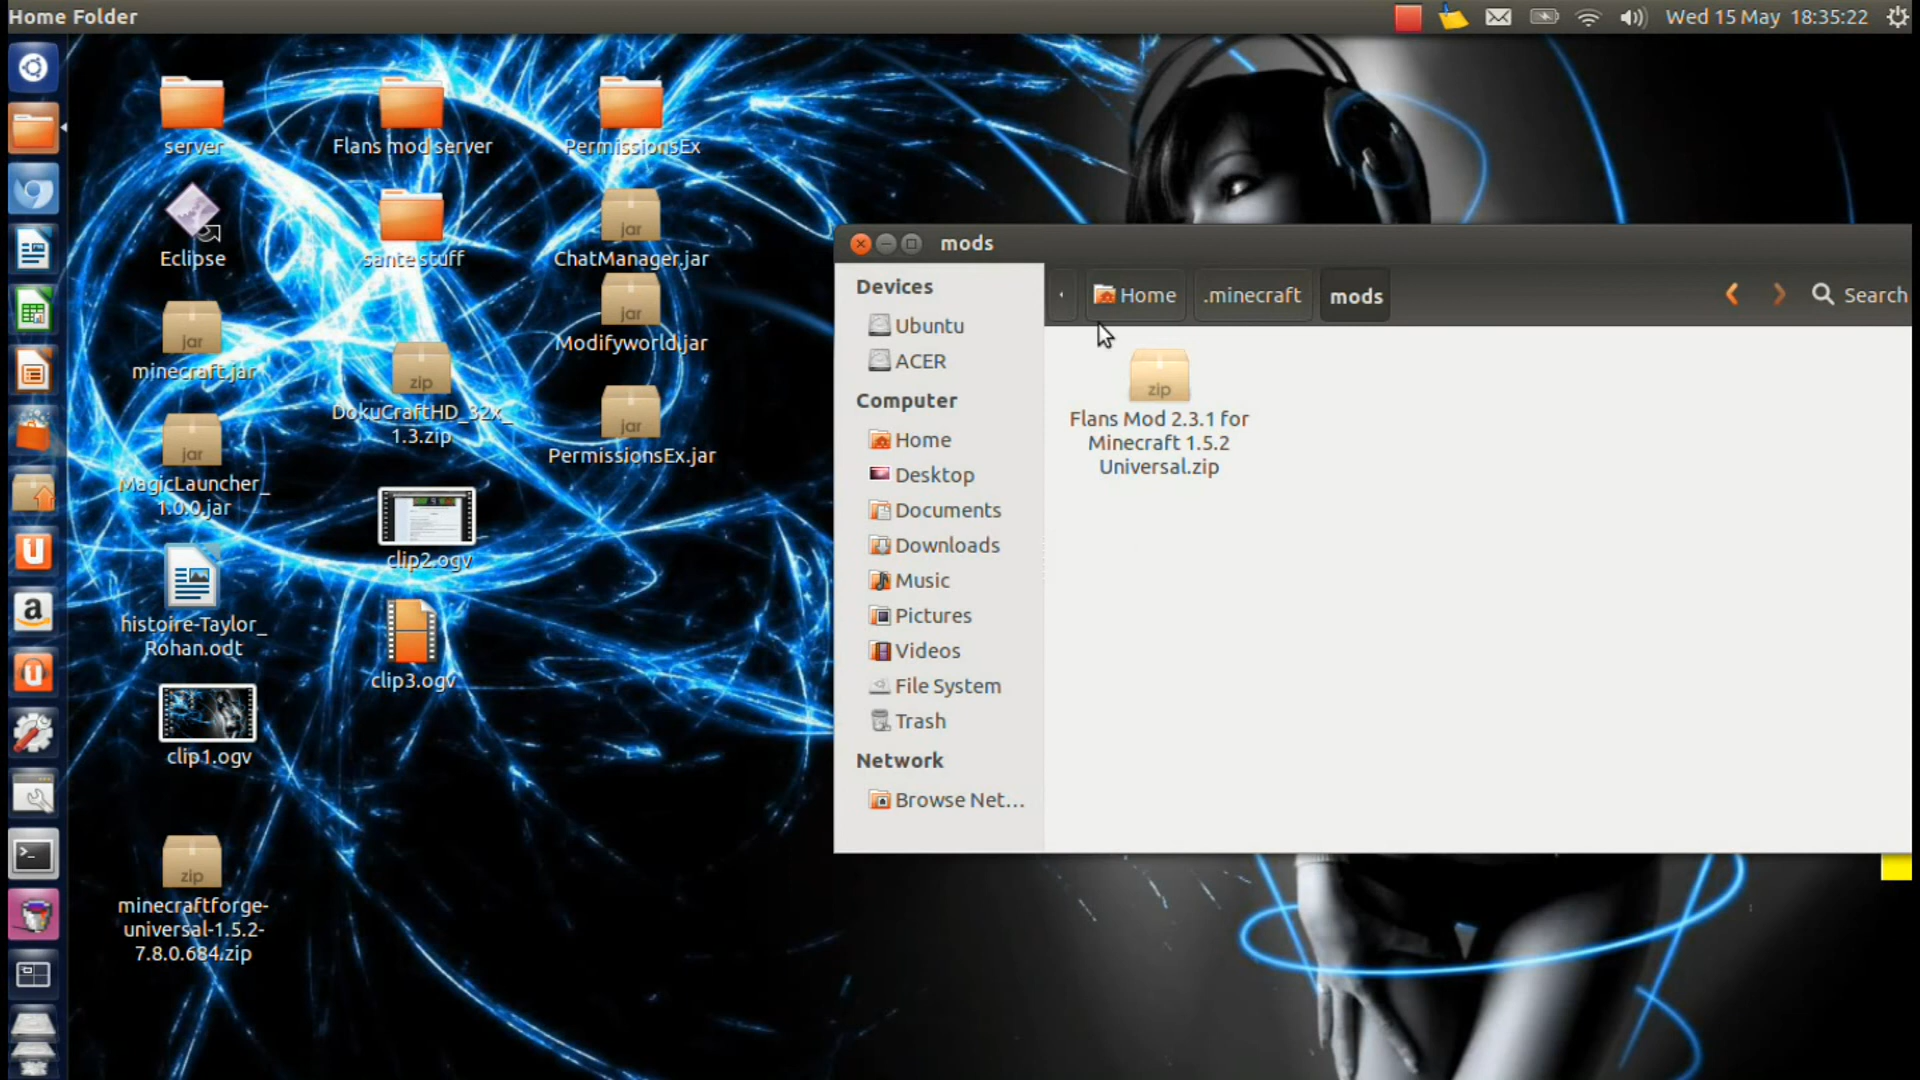 Home Folder
Wed 15 May 18:35:22
server
Flans mod server
PermissionsEx
Eclipse
sante stuff
jar
ChatManager.jar
jar
Modifyworld.jar
jar
minecraft.jar
zip
DokuCraftHD_32x_
1.3.zip
jar
PermissionsEx.jar
jar
MagicLauncher_
1.0.0.jar
clip2.ogv
histoire-Taylor_
Rohan.odt
clip3.ogv
clip1.ogv
zip
minecraftforge-
universal-1.5.2-
7.8.0.684.zip
mods
Devices
Ubuntu
ACER
Computer
Home
Desktop
Documents
Downloads
Music
Pictures
Videos
File System
Trash
Network
Browse Net...
Home
.minecraft
mods
Search
zip
Flans Mod 2.3.1 for
Minecraft 1.5.2
Universal.zip